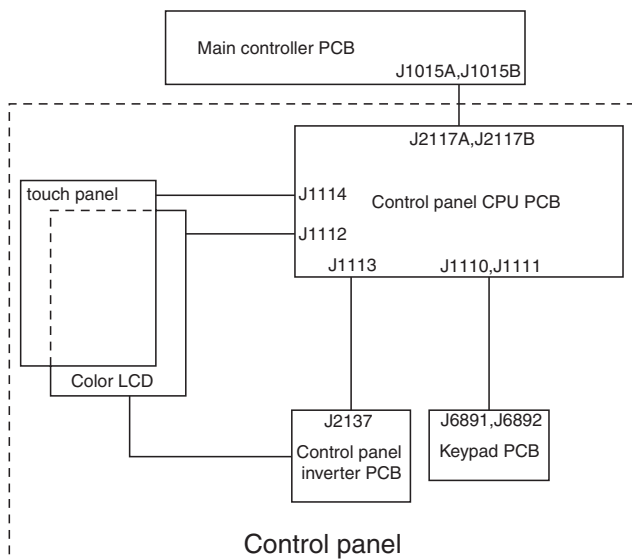 Main controller PCB
J1015A,J1015B
J2117A,J2117B
touch panel
J1114
Control panel CPU PCB
J1112
J1113
J1110,J1111
Color LCD
J2137
Control panel
inverter PCB
J6891,J6892
Keypad PCB
Control panel